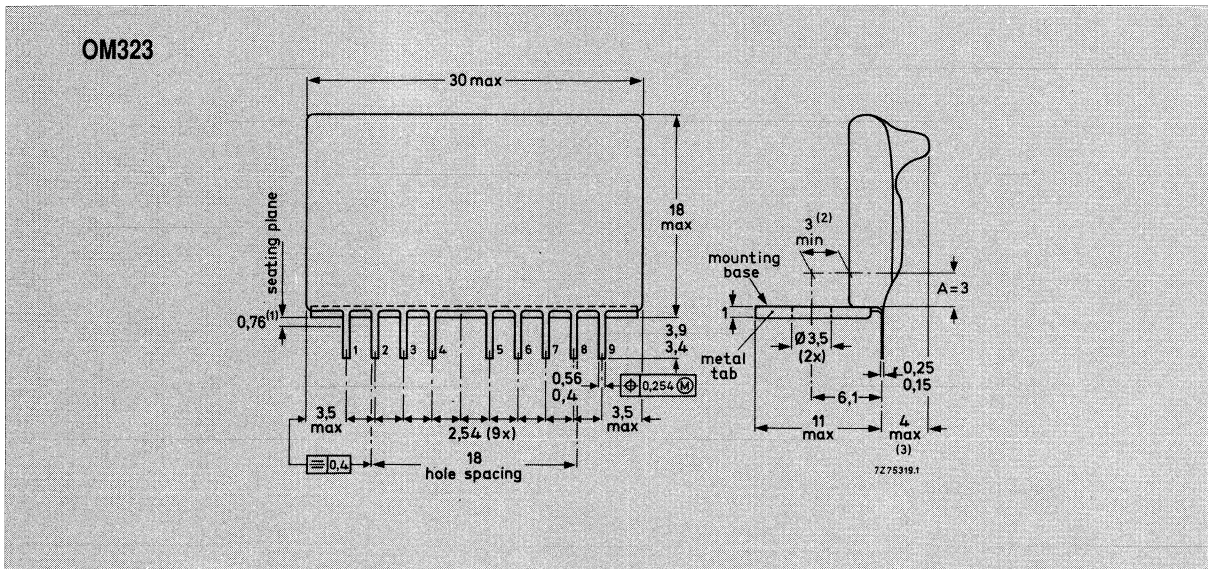 OM323
30 max
seating plane
18
max
3 (2)
min
mounting
base
A=3
0,76(1)
1 2 3 4 5 6 7 8 9
3,9
3,4
1
Ø3,5
(2x)
metal
tab
0,56
0,4
⌖ 0,254 Ⓜ
0,25
0,15
6,1
3,5
max
2,54 (9x)
3,5
max
11
max
4
max
(3)
⌯ 0,4
18
hole spacing
7Z75319.1